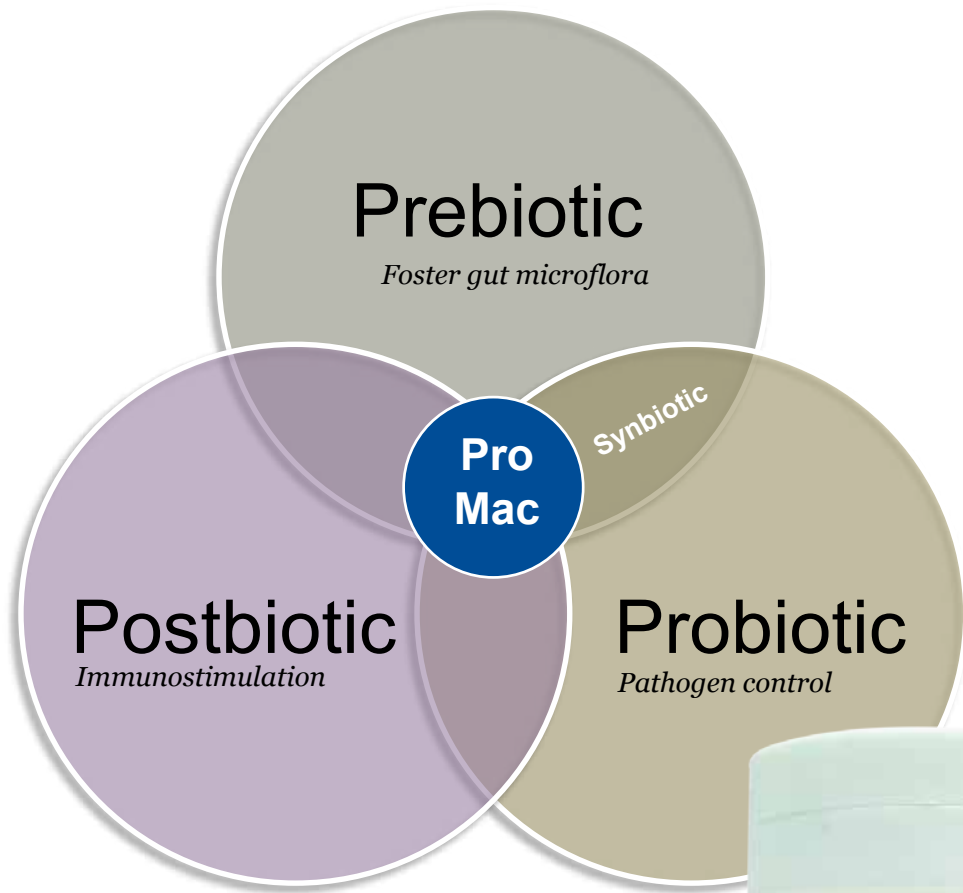 Prebiotic
Foster gut microflora
Synbiotic
Pro
Mac
Postbiotic
Immunostimulation
Probiotic
Pathogen control